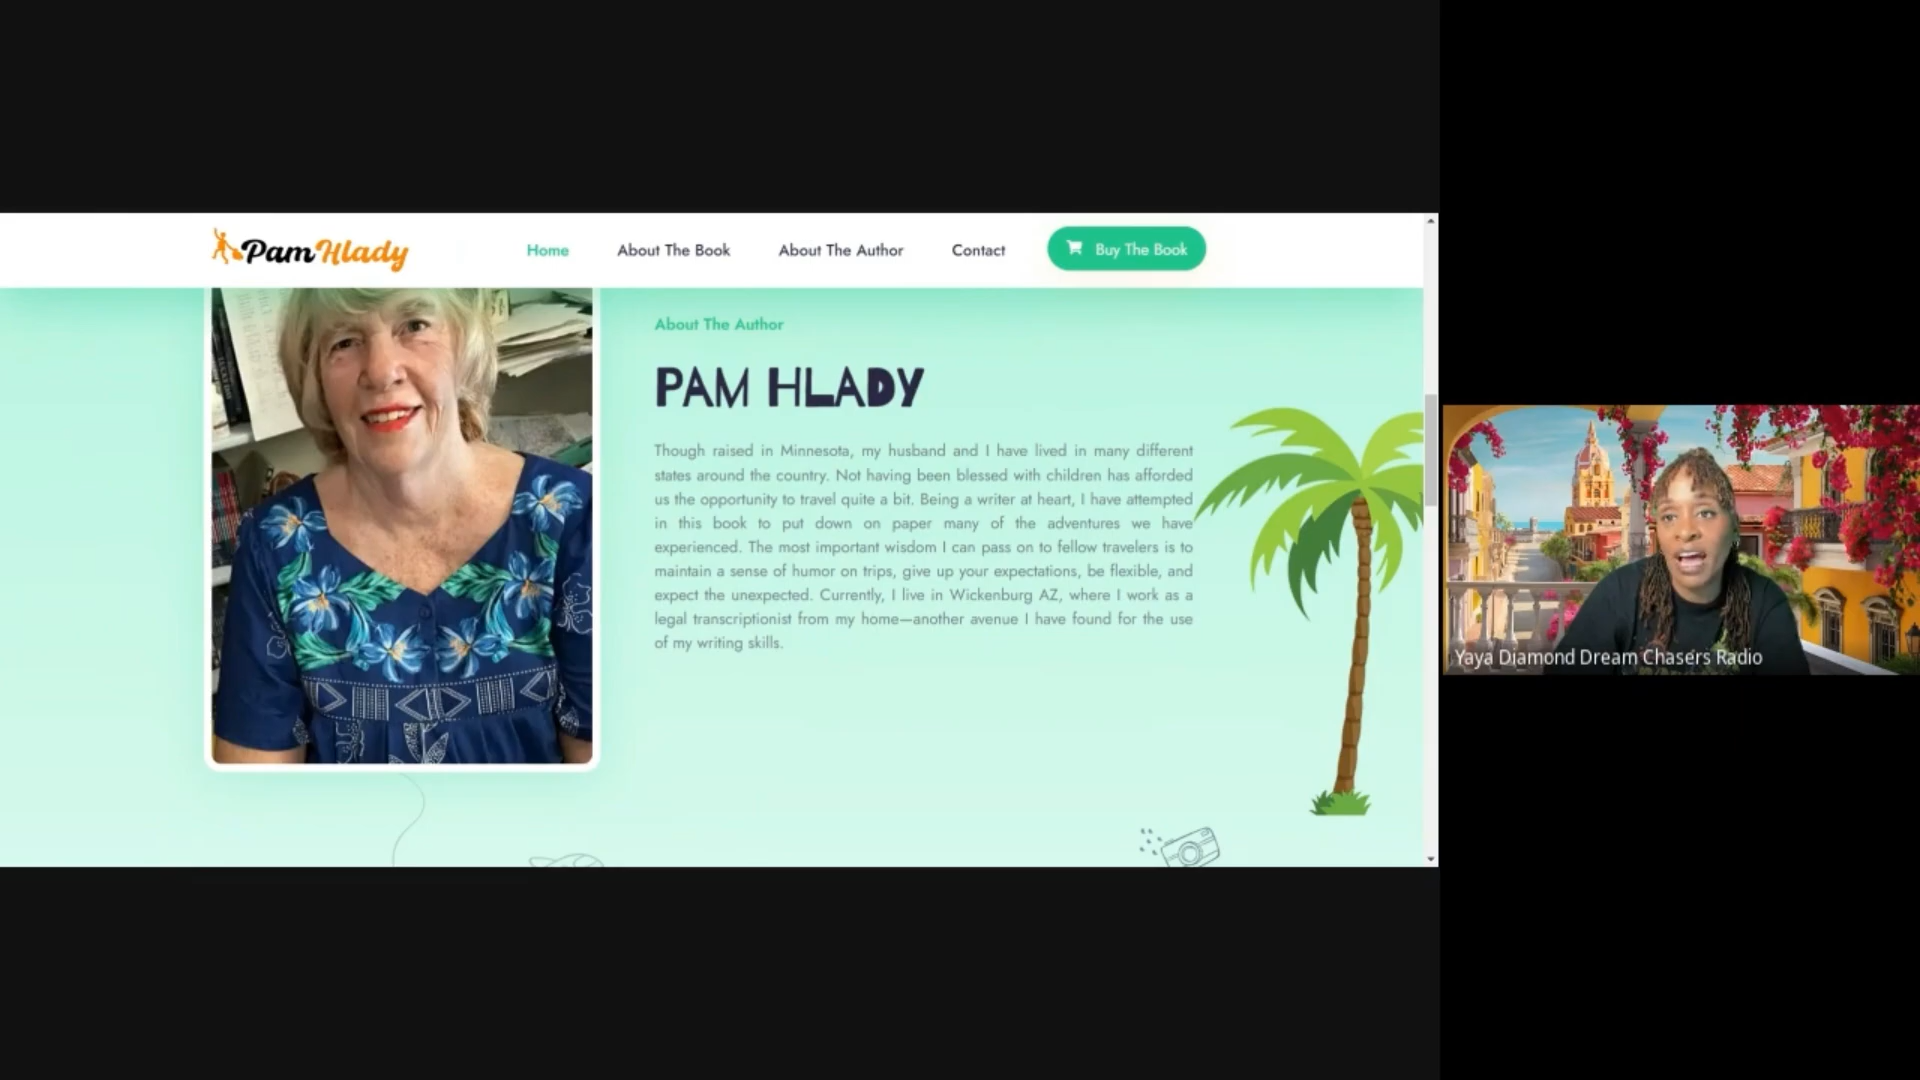 Pam Hlady
Home
About The Book
About The Author
Contact
Buy The Book
About The Author
PAM HLADY
Though raised in Minnesota, my husband and I have lived in many different
states around the country. Not having been blessed with children has afforded
us the opportunity to travel quite a bit. Being a writer at heart, I have attempted
in this book to put down on paper many of the adventures we have
experienced. The most important wisdom I can pass on to fellow travelers is to
maintain a sense of humor on trips, give up your expectations, be flexible, and
expect the unexpected. Currently, I live in Wickenburg AZ, where I work as a
legal transcriptionist from my home—another avenue I have found for the use
of my writing skills.
Yaya Diamond Dream Chasers Radio